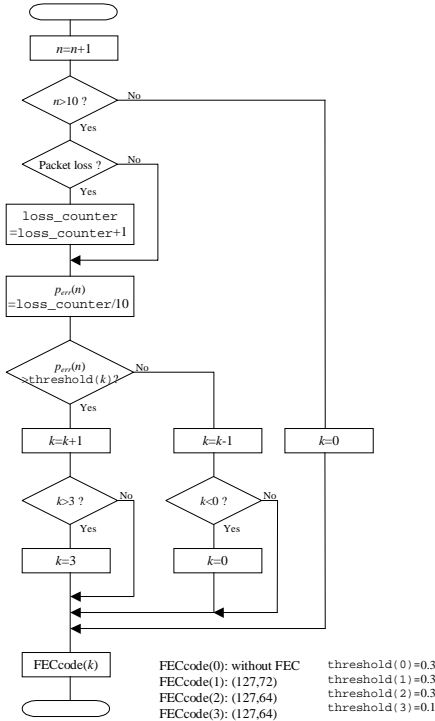 n=n+1
n>10 ?
No
Yes
Packet loss ?
No
Yes
loss_counter
=loss_counter+1
perr(n)
=loss_counter/10
perr(n)
>threshold(k)?
No
Yes
k=k+1
k=k-1
k=0
k>3 ?
No
k<0 ?
No
Yes
Yes
k=3
k=0
FECcode(k)
FECcode(0): without FEC
FECcode(1): (127,72)
FECcode(2): (127,64)
FECcode(3): (127,64)
threshold(0)=0.3
threshold(1)=0.3
threshold(2)=0.3
threshold(3)=0.1